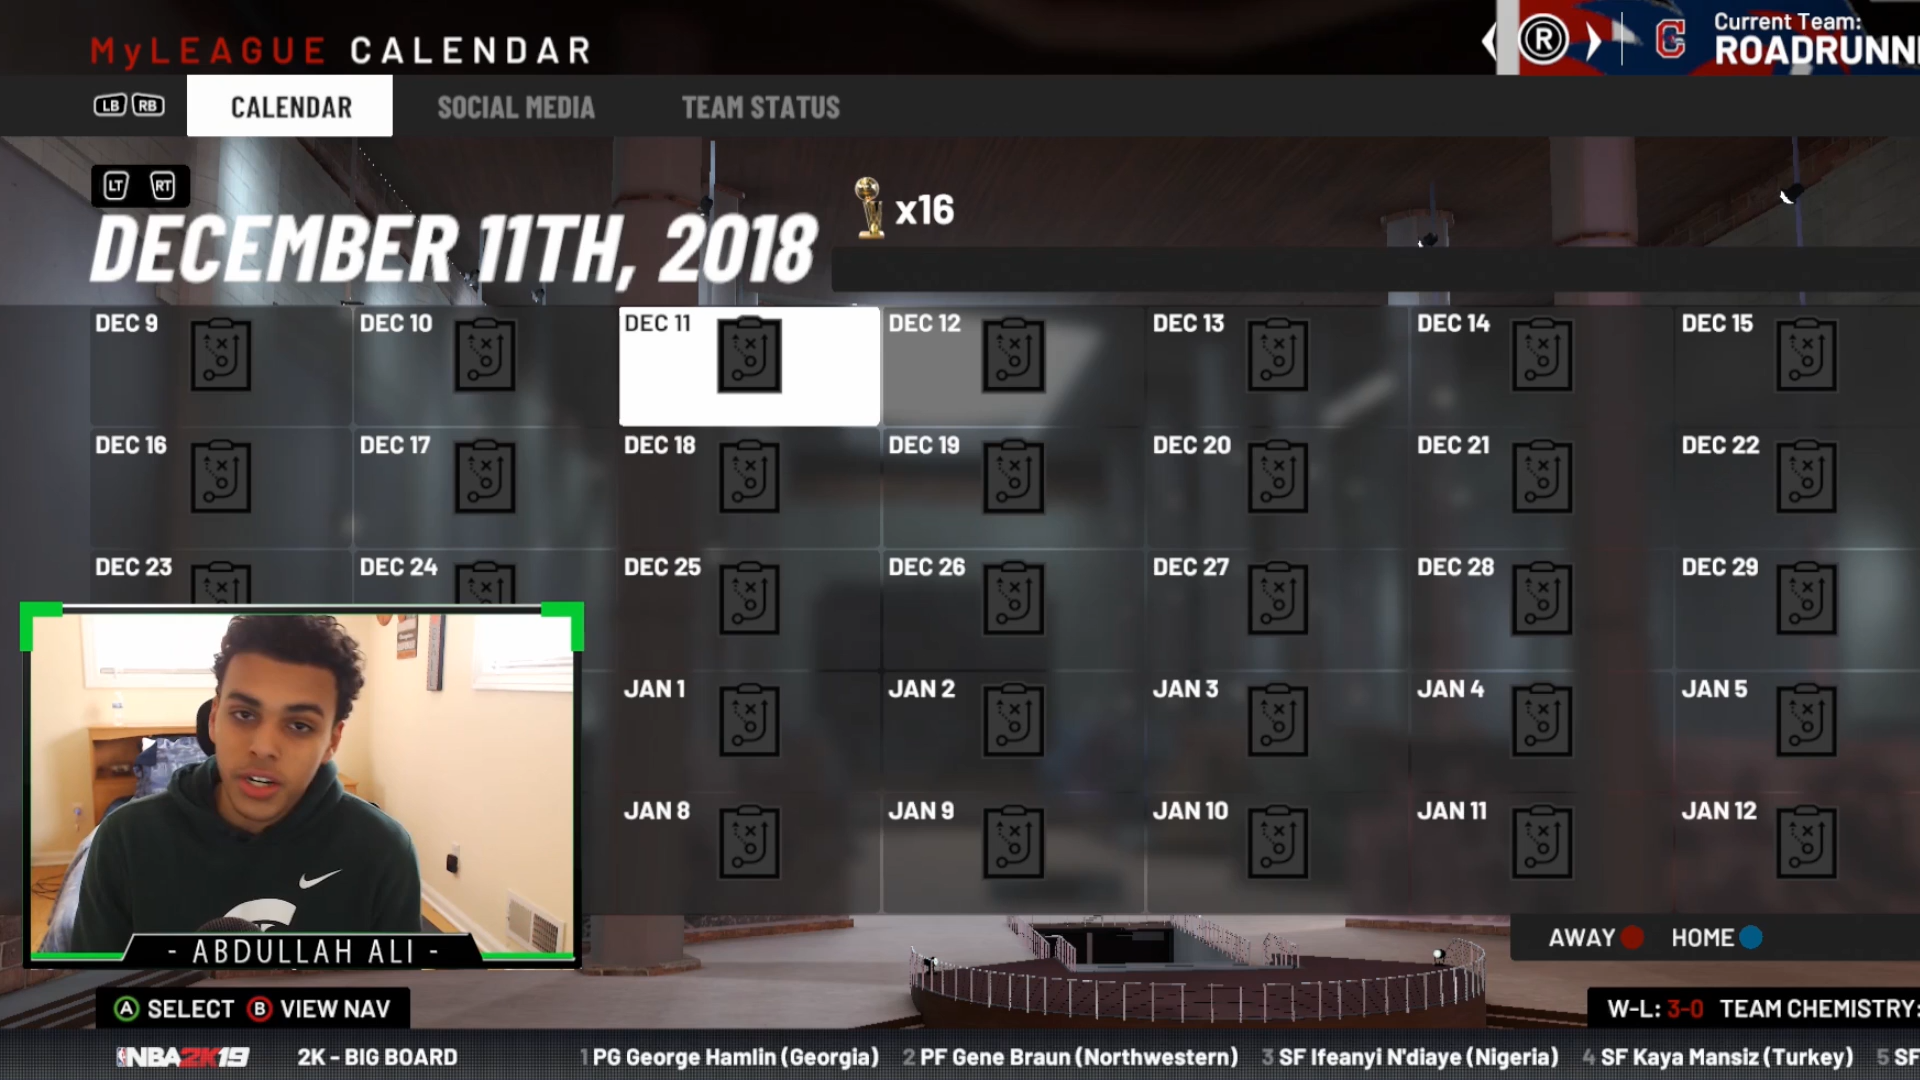 MyLEAGUE CALENDAR
R
C
Current Team:
ROADRUNN
LB RB CALENDAR SOCIAL MEDIA TEAM STATUS
LT RT
x16
DECEMBER 11TH, 2018
DEC 9 DEC 10 DEC 11 DEC 12 DEC 13 DEC 14 DEC 15
DEC 16 DEC 17 DEC 18 DEC 19 DEC 20 DEC 21 DEC 22
DEC 23 DEC 24 DEC 25 DEC 26 DEC 27 DEC 28 DEC 29
JAN 1 JAN 2 JAN 3 JAN 4 JAN 5
JAN 8 JAN 9 JAN 10 JAN 11 JAN 12
- ABDULLAH ALI -
AWAY HOME
A SELECT B VIEW NAV
W-L: 3-0 TEAM CHEMISTRY:
NBA2K19 2K - BIG BOARD 1 PG George Hamlin (Georgia) 2 PF Gene Braun (Northwestern) 3 SF Ifeanyi N'diaye (Nigeria) 4 SF Kaya Mansiz (Turkey) 5 SF